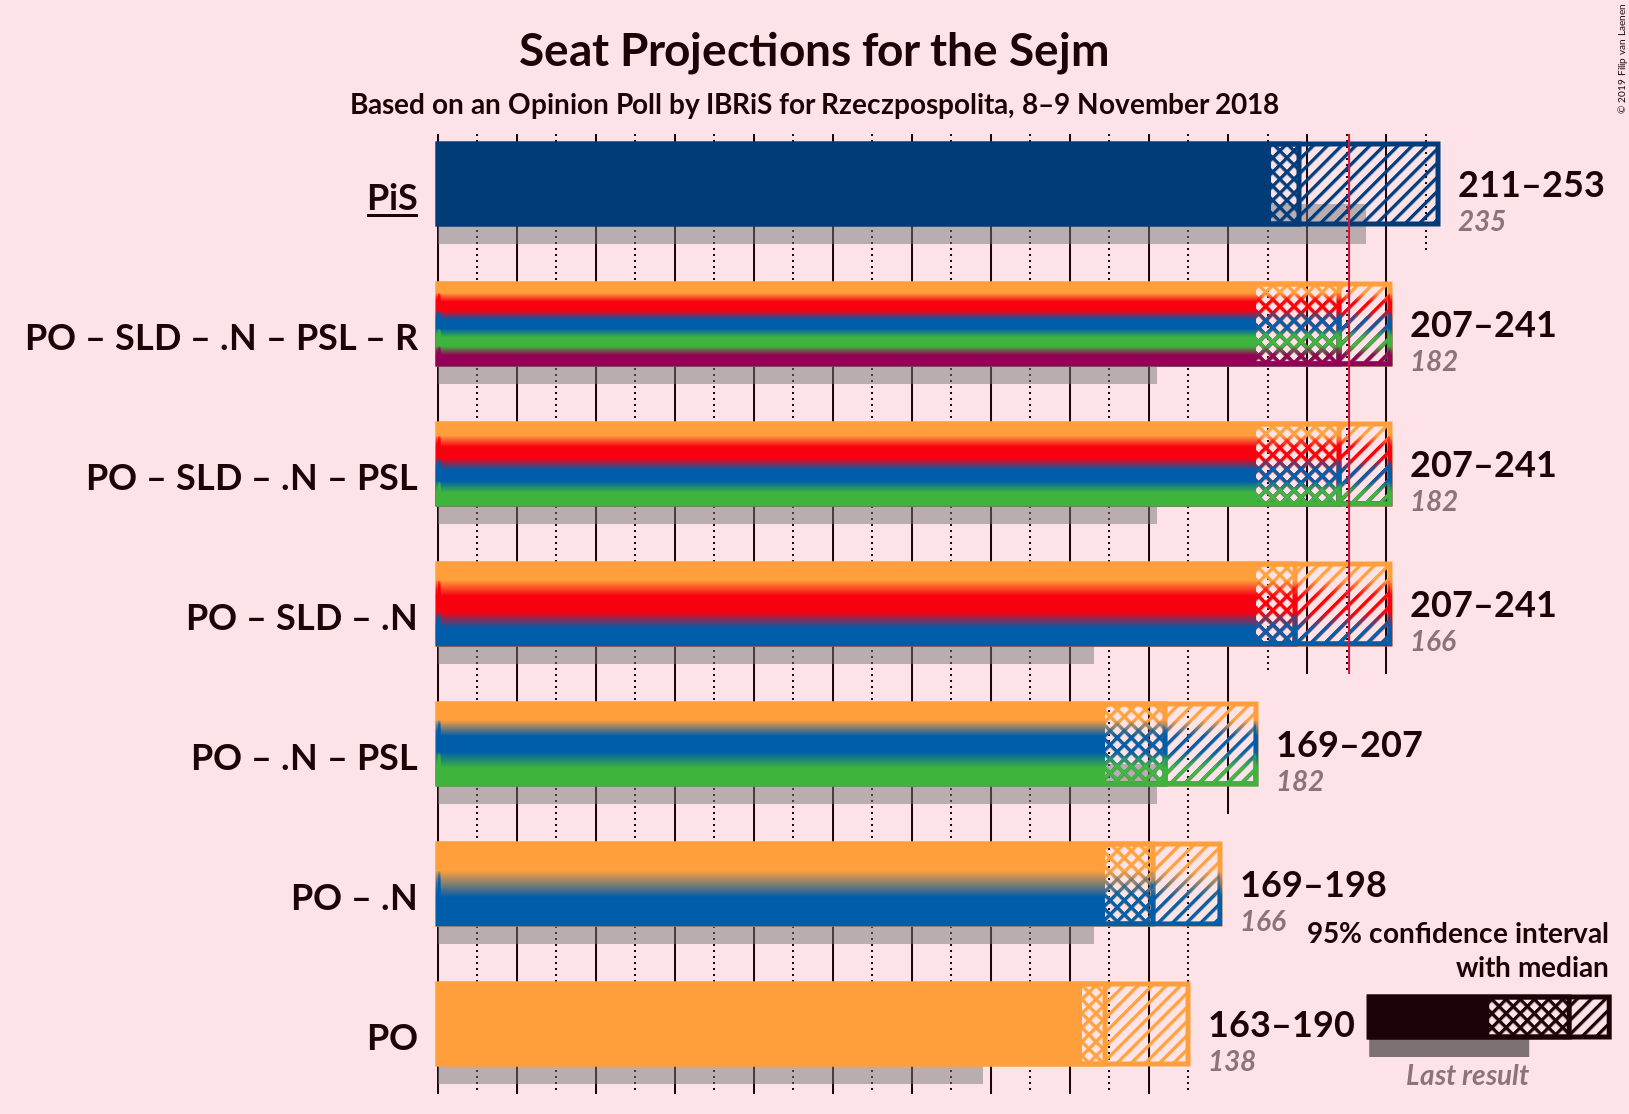 Seat Projections for the Sejm
Based on an Opinion Poll by IBRiS for Rzeczpospolita, 8–9 November 2018
© 2019 Filip van Laenen
PiS
211–253
235
PO – SLD – .N – PSL – R
207–241
182
PO – SLD – .N – PSL
207–241
182
PO – SLD – .N
207–241
166
PO – .N – PSL
169–207
182
PO – .N
169–198
166
95% confidence interval
with median
PO
163–190
138
Last result